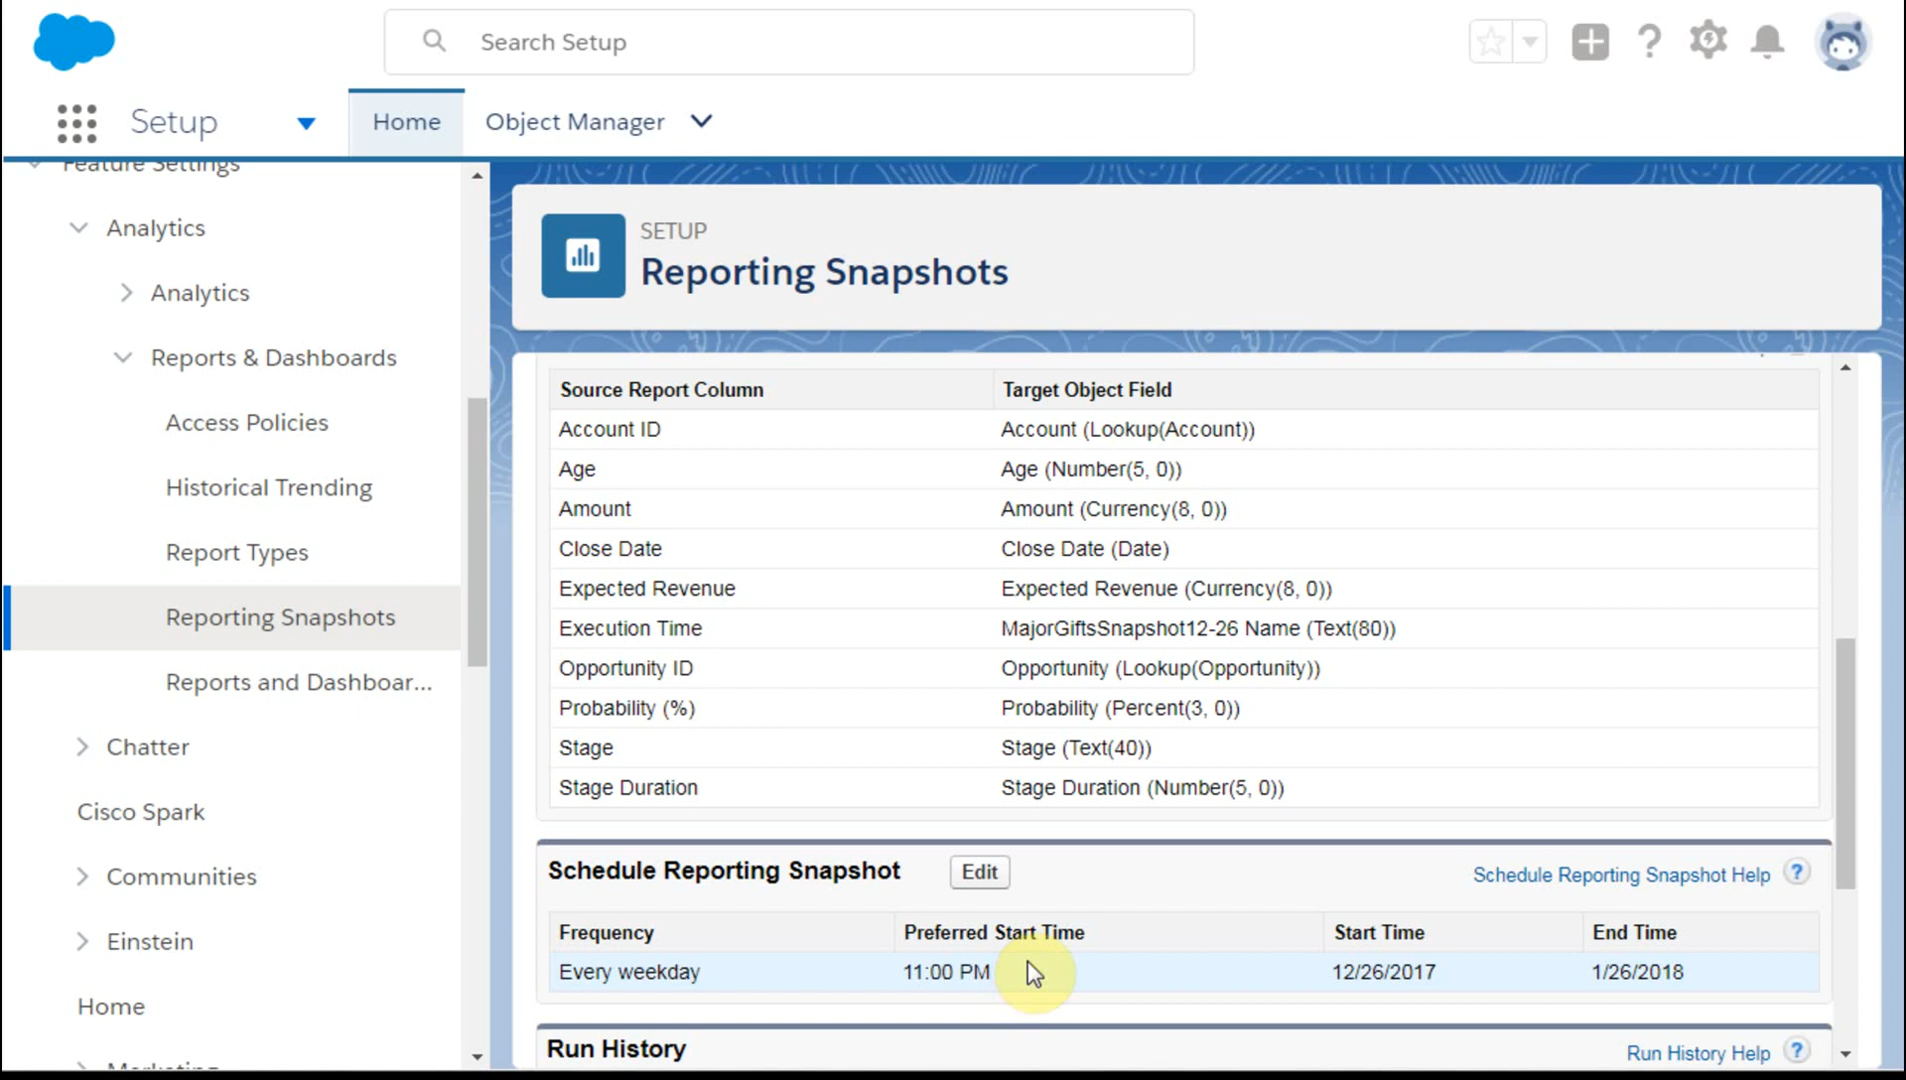 Search Setup
Setup
Home
Object Manager
Feature Settings
Analytics
Analytics
Reports & Dashboards
Access Policies
Historical Trending
Report Types
Reporting Snapshots
Reports and Dashboar...
Chatter
Cisco Spark
Communities
Einstein
Home
Marketing
SETUP
Reporting Snapshots
Source Report Column Target Object Field
Account ID Account (Lookup(Account))
Age Age (Number(5, 0))
Amount Amount (Currency(8, 0))
Close Date Close Date (Date)
Expected Revenue Expected Revenue (Currency(8, 0))
Execution Time MajorGiftsSnapshot12-26 Name (Text(80))
Opportunity ID Opportunity (Lookup(Opportunity))
Probability (%) Probability (Percent(3, 0))
Stage Stage (Text(40))
Stage Duration Stage Duration (Number(5, 0))
Schedule Reporting Snapshot Edit Schedule Reporting Snapshot Help ?
Frequency Preferred Start Time Start Time End Time
Every weekday 11:00 PM 12/26/2017 1/26/2018
Run History Run History Help ?